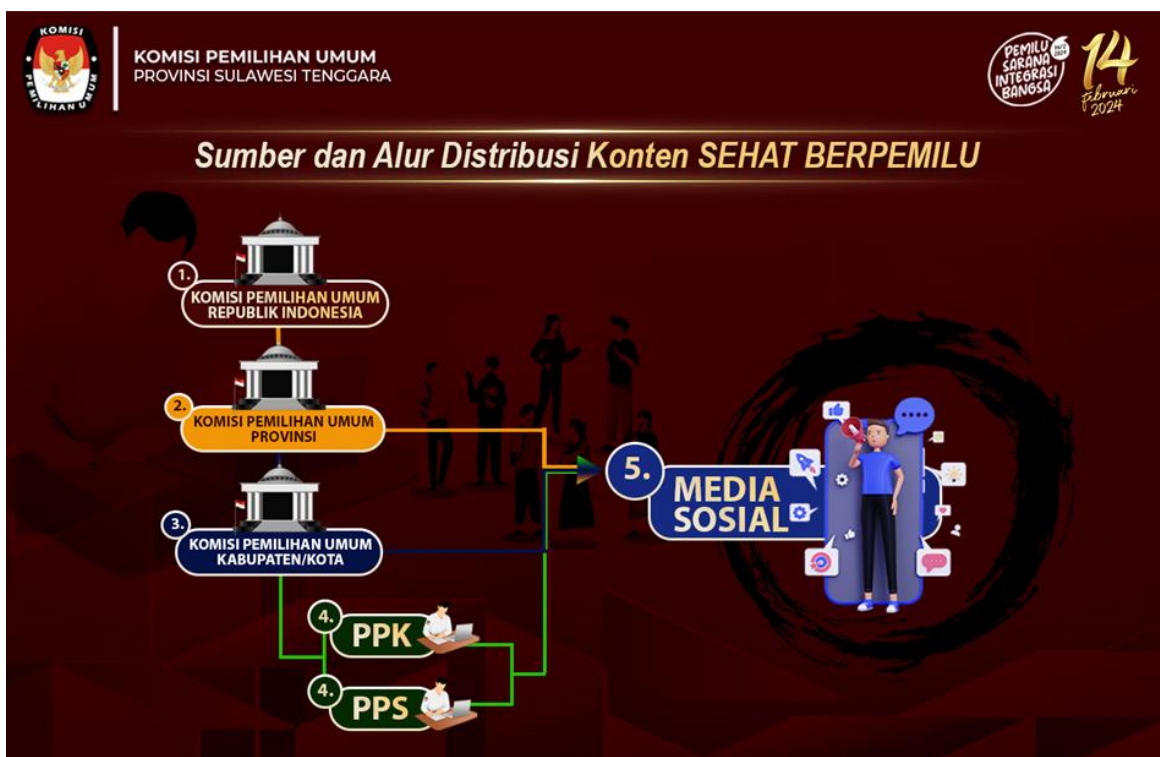 KOMISI
PEMILIHAN UMUM
KOMISI PEMILIHAN UMUM
PROVINSI SULAWESI TENGGARA
PEMILU
SARANA
INTEGRASI
BANGSA
14
Februari
2024
Sumber dan Alur Distribusi Konten SEHAT BERPEMILU
1.
KOMISI PEMILIHAN UMUM
REPUBLIK INDONESIA
2.
KOMISI PEMILIHAN UMUM
PROVINSI
3.
KOMISI PEMILIHAN UMUM
KABUPATEN/KOTA
4.
PPK
4.
PPS
5.
MEDIA
SOSIAL